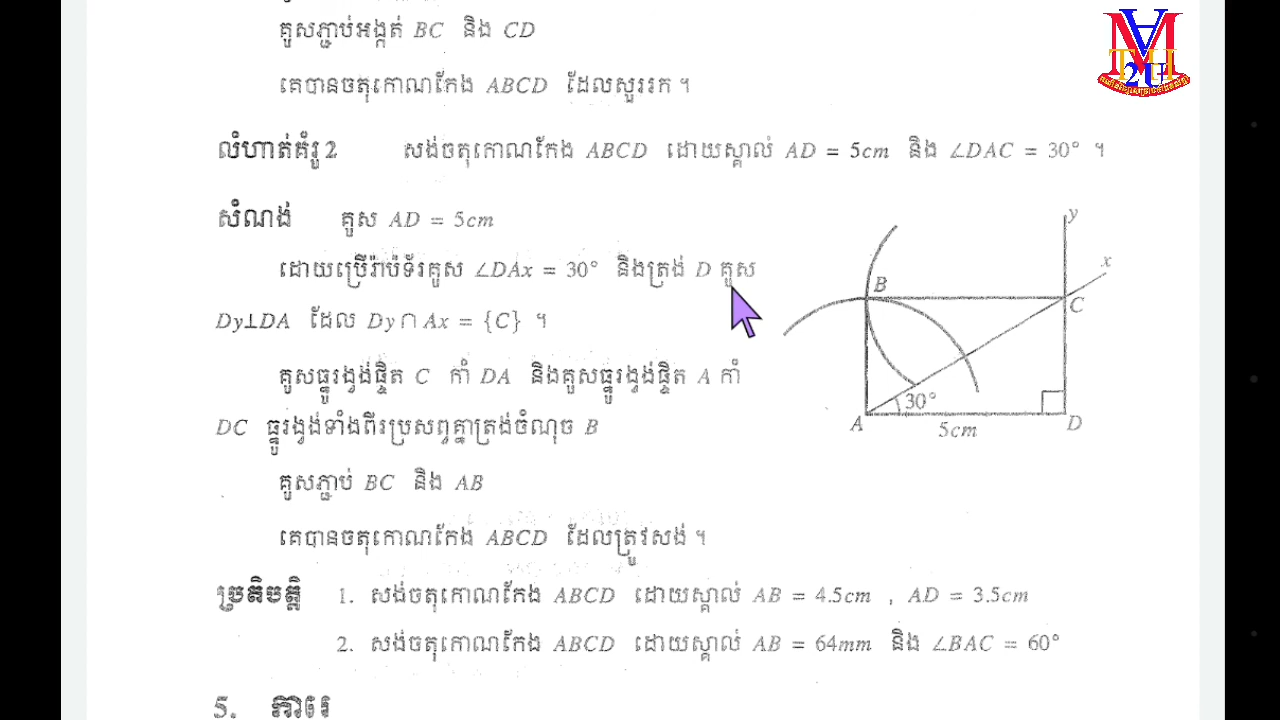 គូសភ្ជាប់អង្កត់ BC និង CD
គេបានចតុកោណកែង ABCD ដែលសួររក ។
លំហាត់គំរូ 2 សង់ចតុកោណកែង ABCD ដោយស្គាល់ AD = 5cm និង ∠DAC = 30° ។
សំណង់ គូស AD = 5cm
ដោយប្រើរ៉ាប៉ទ័រគូស ∠DAx = 30° និងត្រង់ D គូស
Dy⊥DA ដែល Dy∩Ax = {C} ។
គូសធ្នូរង្វង់ផ្ចិត C កាំ DA និងគូសធ្នូរង្វង់ផ្ចិត A កាំ
DC ធ្នូរង្វង់ទាំងពីរប្រសព្វគ្នាត្រង់ចំណុច B
គូសភ្ជាប់ BC និង AB
គេបានចតុកោណកែង ABCD ដែលត្រូវសង់ ។
y
x
B
C
30°
A
5cm
D
ប្រតិបត្តិ 1. សង់ចតុកោណកែង ABCD ដោយស្គាល់ AB = 4.5cm , AD = 3.5cm
2. សង់ចតុកោណកែង ABCD ដោយស្គាល់ AB = 64mm និង ∠BAC = 60°
5. ការេ